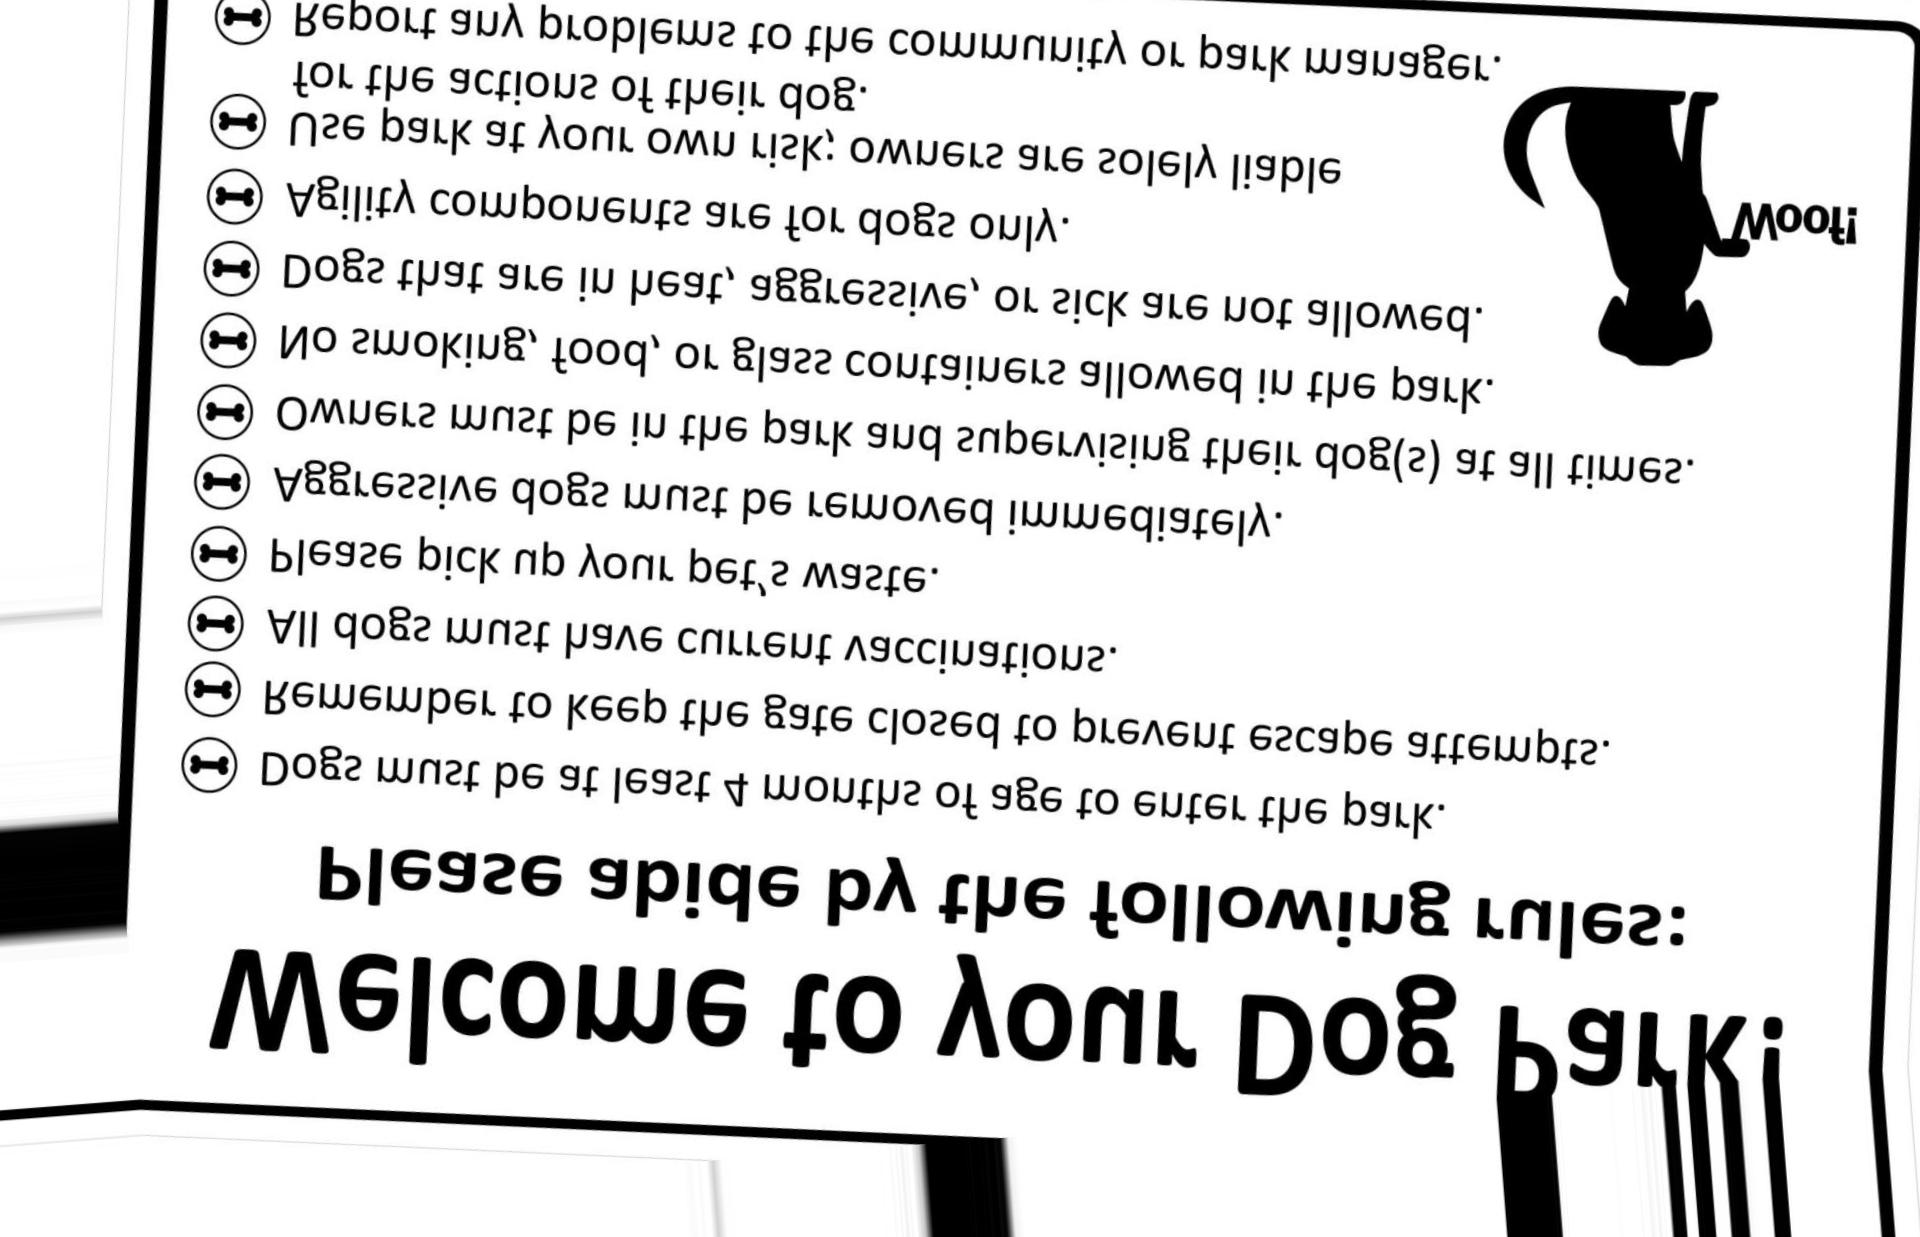 Welcome to your Dog Park!
Please abide by the following rules:
Dogs must be at least 4 months of age to enter the park.
Remember to keep the gate closed to prevent escape attempts.
All dogs must have current vaccinations.
Please pick up your pet's waste.
Aggressive dogs must be removed immediately.
Owners must be in the park and supervising their dog(s) at all times.
No smoking, food, or glass containers allowed in the park.
Dogs that are in heat, aggressive, or sick are not allowed.
Agility components are for dogs only.
Use park at your own risk; owners are solely liable
for the actions of their dog.
Report any problems to the community or park manager.
Woof!